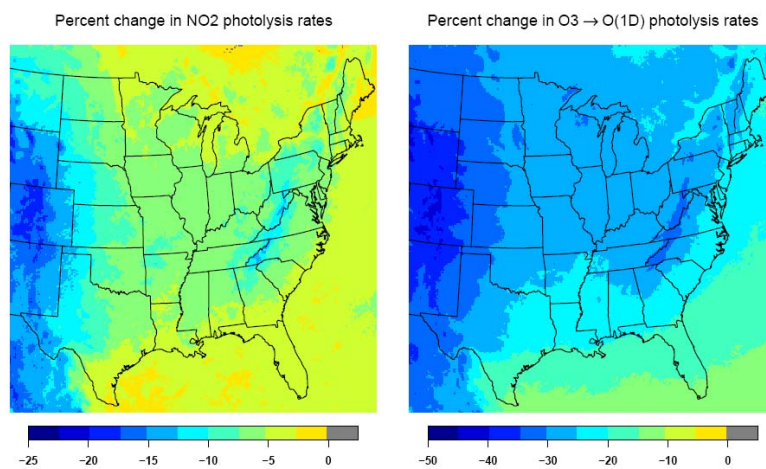 Percent change in NO2 photolysis rates
Percent change in O3 → O(1D) photolysis rates
−25 −20 −15 −10 −5 0
−50 −40 −30 −20 −10 0